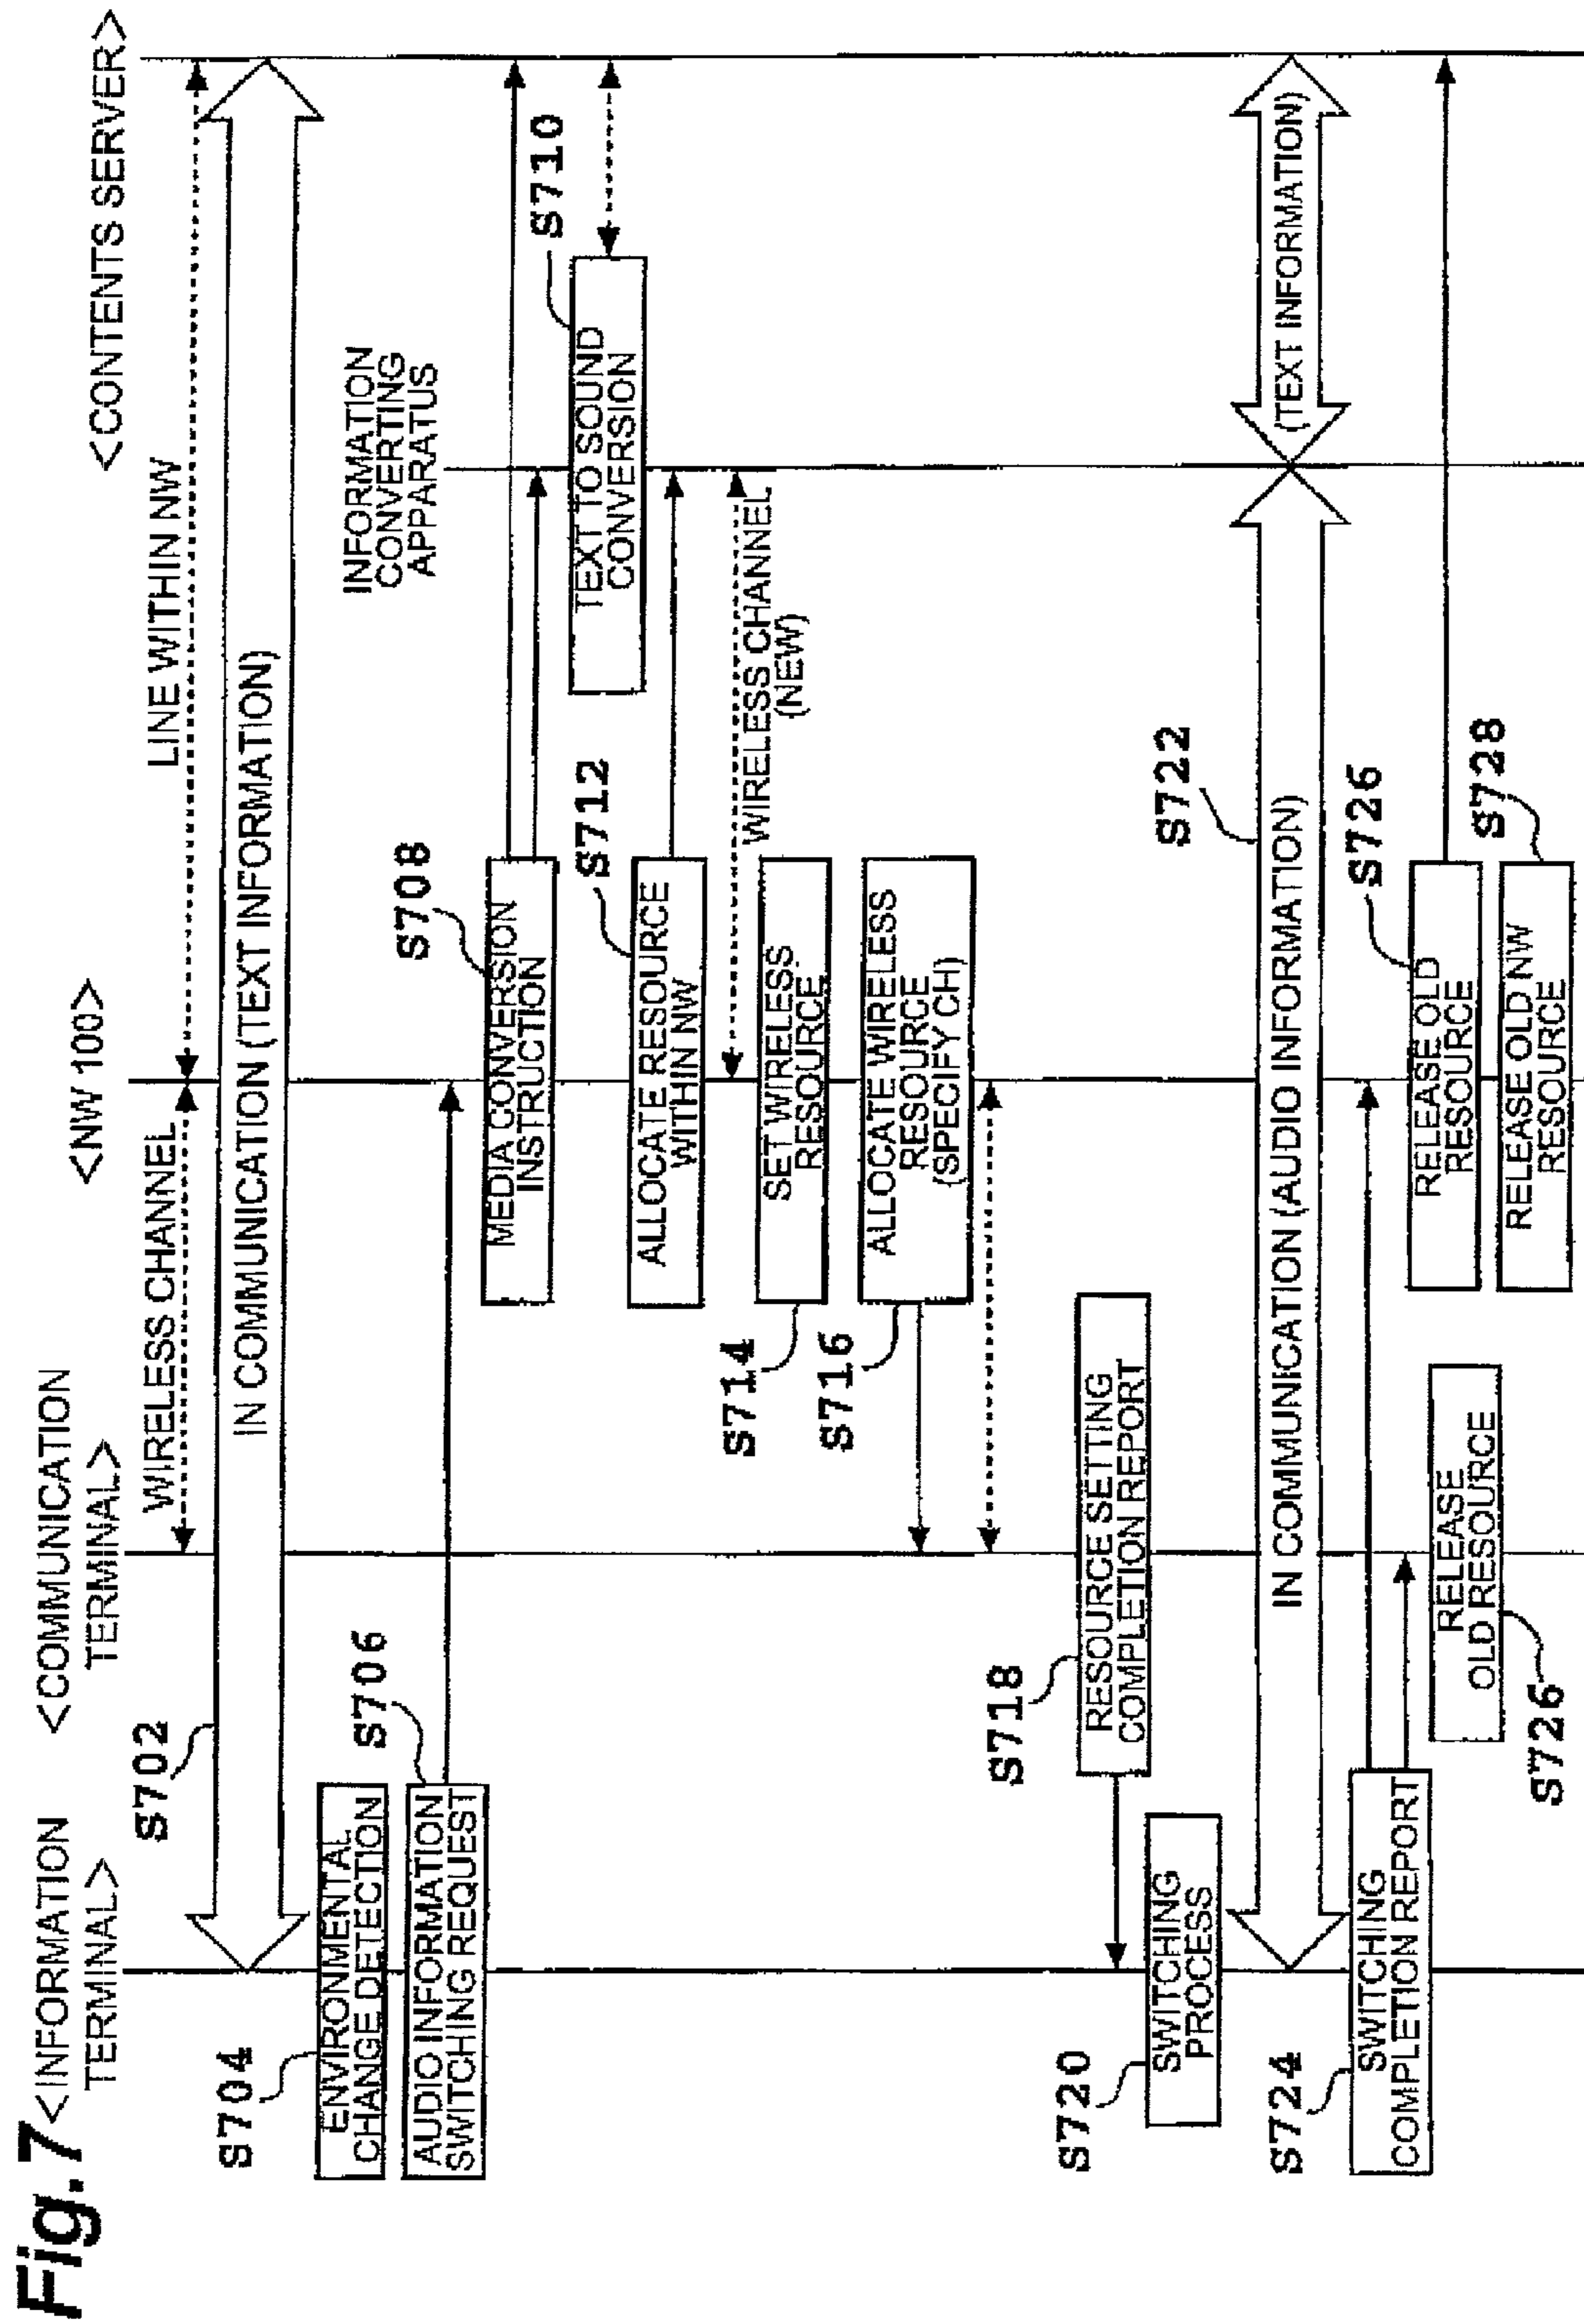 Fig.7
<INFORMATION
TERMINAL>
<COMMUNICATION
TERMINAL>
<NW 100>
<CONTENTS SERVER>
WIRELESS CHANNEL
LINE WITHIN NW
S702
IN COMMUNICATION (TEXT INFORMATION)
S704
ENVIRONMENTAL
CHANGE DETECTION
S706
AUDIO INFORMATION
SWITCHING REQUEST
INFORMATION
CONVERTING
APPARATUS
S708
MEDIA CONVERSION
INSTRUCTION
S710
TEXT TO SOUND
CONVERSION
S712
ALLOCATE RESOURCE
WITHIN NW
WIRELESS CHANNEL
(NEW)
S714
SET WIRELESS
RESOURCE
S716
ALLOCATE WIRELESS
RESOURCE
(SPECIFY CH)
S718
RESOURCE SETTING
COMPLETION REPORT
S720
SWITCHING
PROCESS
S722
IN COMMUNICATION (AUDIO INFORMATION)
(TEXT INFORMATION)
S724
SWITCHING
COMPLETION REPORT
S726
RELEASE OLD
RESOURCE
S726
RELEASE
OLD RESOURCE
S728
RELEASE OLD NW
RESOURCE